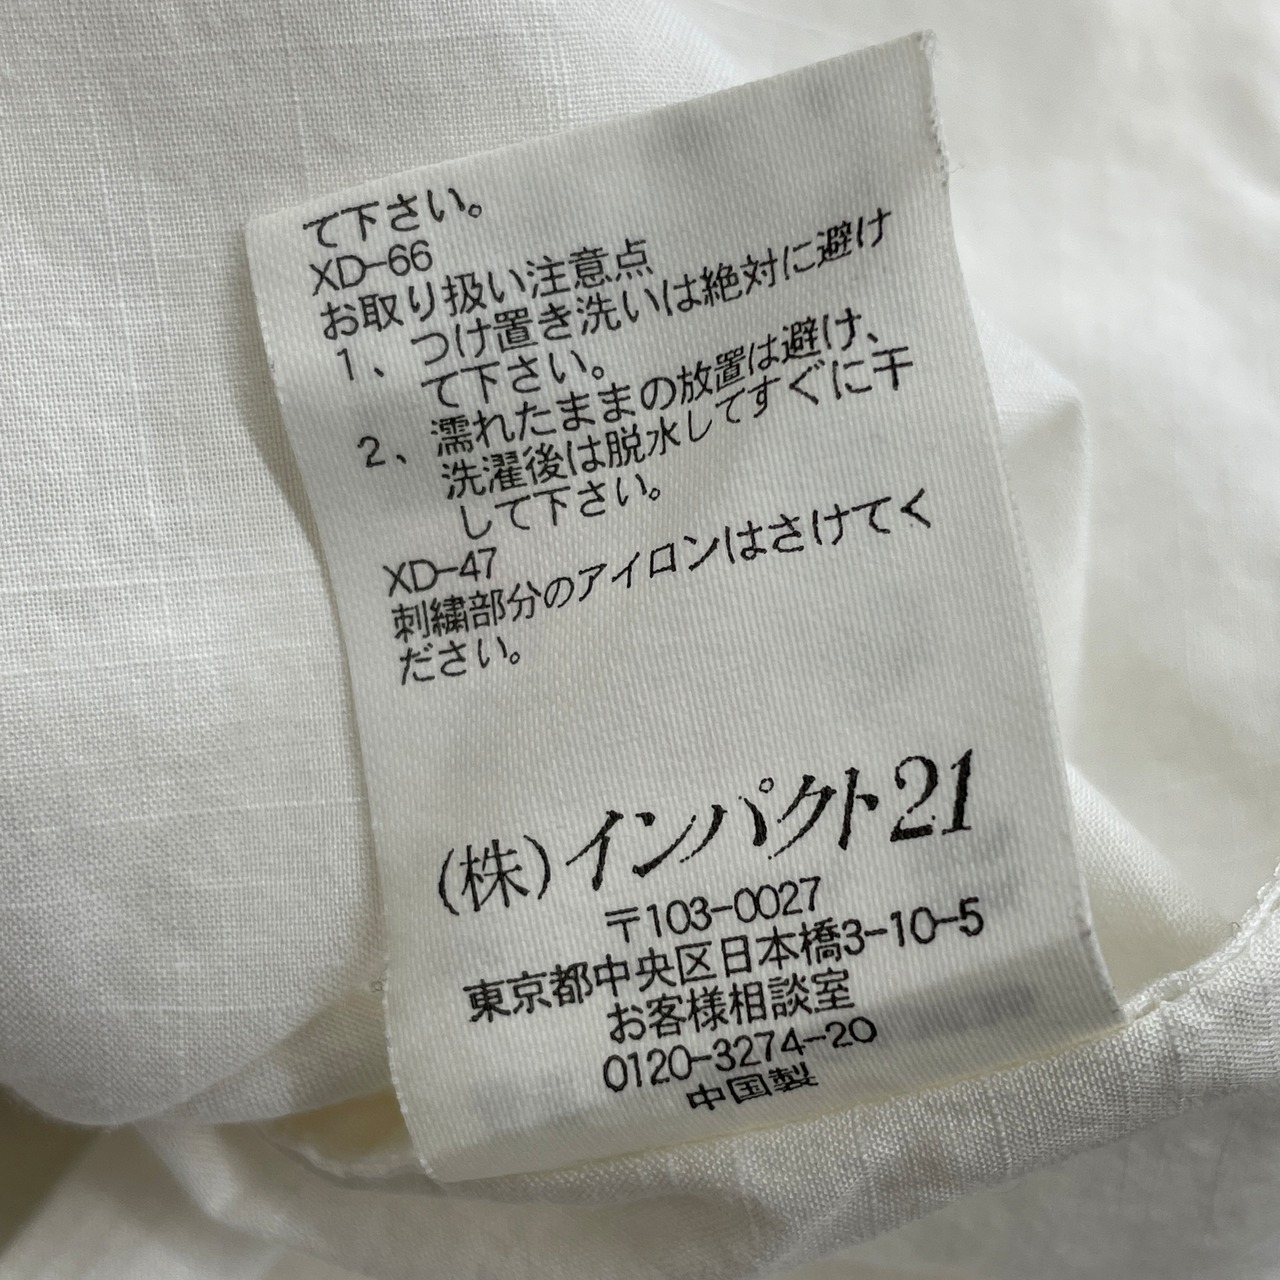 て下さい。
XD-66
お取り扱い注意点
1、つけ置き洗いは絶対に避け
て下さい。
2、濡れたままの放置は避け、
洗濯後は脱水してすぐに干
して下さい。
XD-47
刺繍部分のアイロンはさけてく
ださい。
(株)インパクト21
〒103-0027
東京都中央区日本橋3-10-5
お客様相談室
0120-3274-20
中国製